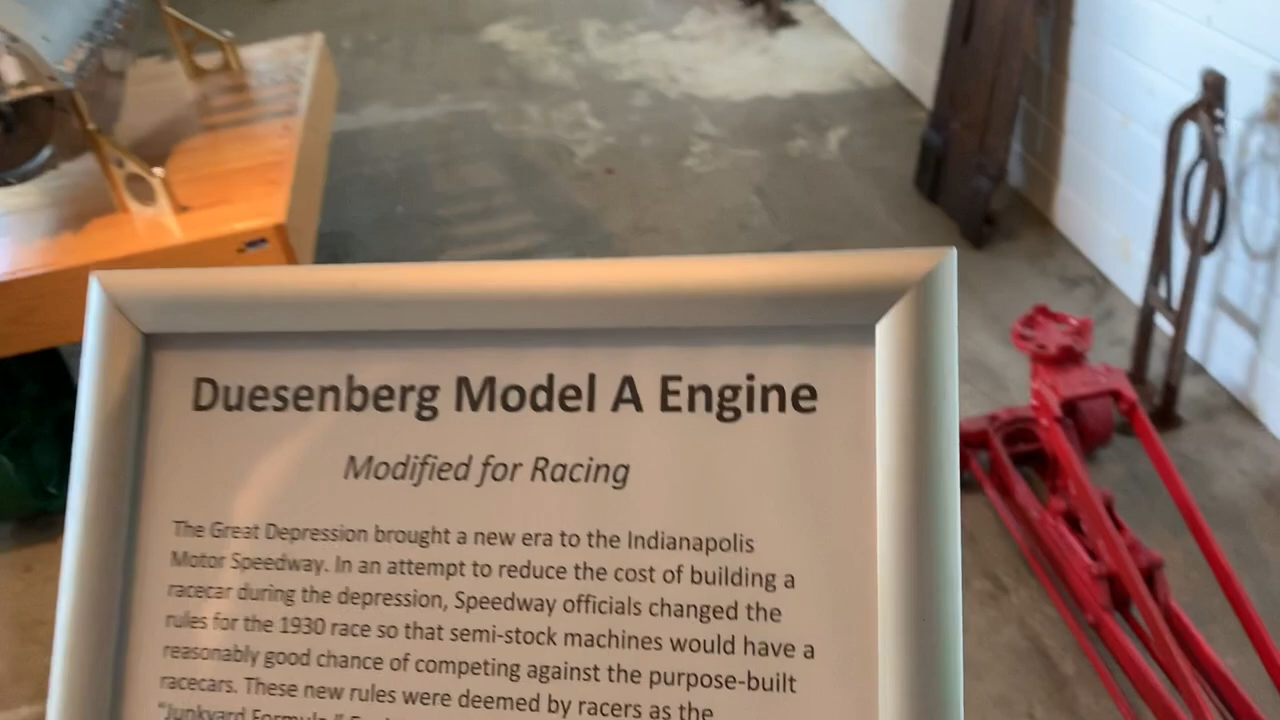 Duesenberg Model A Engine
Modified for Racing
The Great Depression brought a new era to the Indianapolis
Motor Speedway. In an attempt to reduce the cost of building a
racecar during the depression, Speedway officials changed the
rules for the 1930 race so that semi-stock machines would have a
reasonably good chance of competing against the purpose-built
racecars. These new rules were deemed by racers as the
"Junkyard Formula."